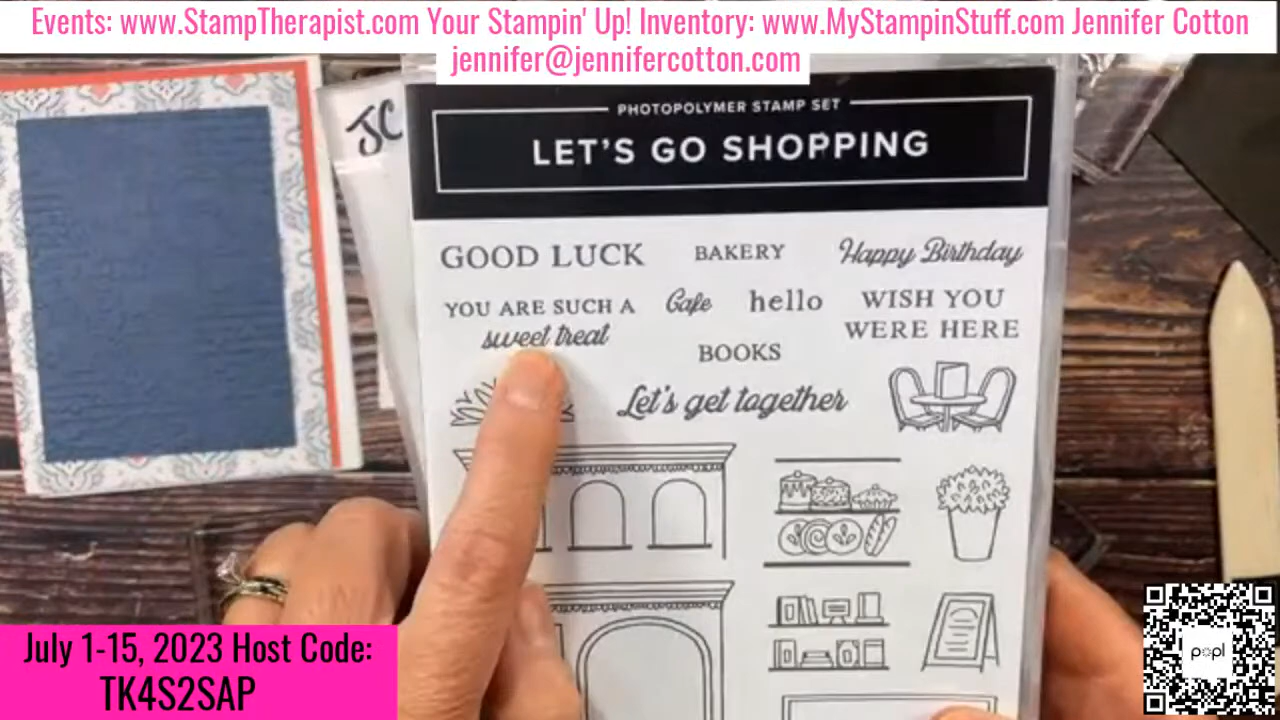 Events: www.StampTherapist.com Your Stampin' Up! Inventory: www.MyStampinStuff.com Jennifer Cotton
jennifer@jennifercotton.com
JC
PHOTOPOLYMER STAMP SET
LET'S GO SHOPPING
GOOD LUCK
BAKERY
Happy Birthday
YOU ARE SUCH A
sweet treat
Cafe
hello
WISH YOU
WERE HERE
BOOKS
Let's get together
July 1-15, 2023 Host Code:
TK4S2SAP
popl